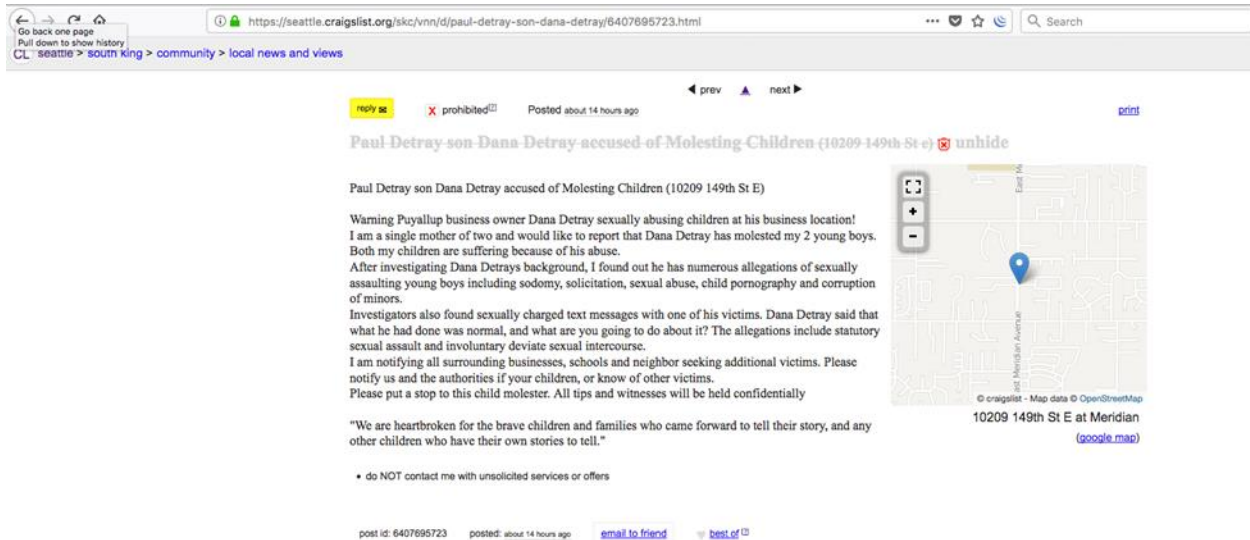 https://seattle.craigslist.org/skc/vnn/d/paul-detray-son-dana-detray/6407695723.html
Search
Go back one page
Pull down to show history
CL seattle > south king > community > local news and views
◀ prev ▲ next ▶
reply
x prohibited[?]
Posted about 14 hours ago
print
Paul Detray son Dana Detray accused of Molesting Children (10209 149th St e) unhide
Paul Detray son Dana Detray accused of Molesting Children (10209 149th St E)
Warning Puyallup business owner Dana Detray sexually abusing children at his business location!
I am a single mother of two and would like to report that Dana Detray has molested my 2 young boys.
Both my children are suffering because of his abuse.
After investigating Dana Detrays background, I found out he has numerous allegations of sexually
assaulting young boys including sodomy, solicitation, sexual abuse, child pornography and corruption
of minors.
Investigators also found sexually charged text messages with one of his victims. Dana Detray said that
what he had done was normal, and what are you going to do about it? The allegations include statutory
sexual assault and involuntary deviate sexual intercourse.
I am notifying all surrounding businesses, schools and neighbor seeking additional victims. Please
notify us and the authorities if your children, or know of other victims.
Please put a stop to this child molester. All tips and witnesses will be held confidentially
"We are heartbroken for the brave children and families who came forward to tell their story, and any
other children who have their own stories to tell."
• do NOT contact me with unsolicited services or offers
+
-
East M
ast Meridian Avenue
© craigslist - Map data © OpenStreetMap
10209 149th St E at Meridian
(google map)
post id: 6407695723
posted: about 14 hours ago
email to friend
best of [?]